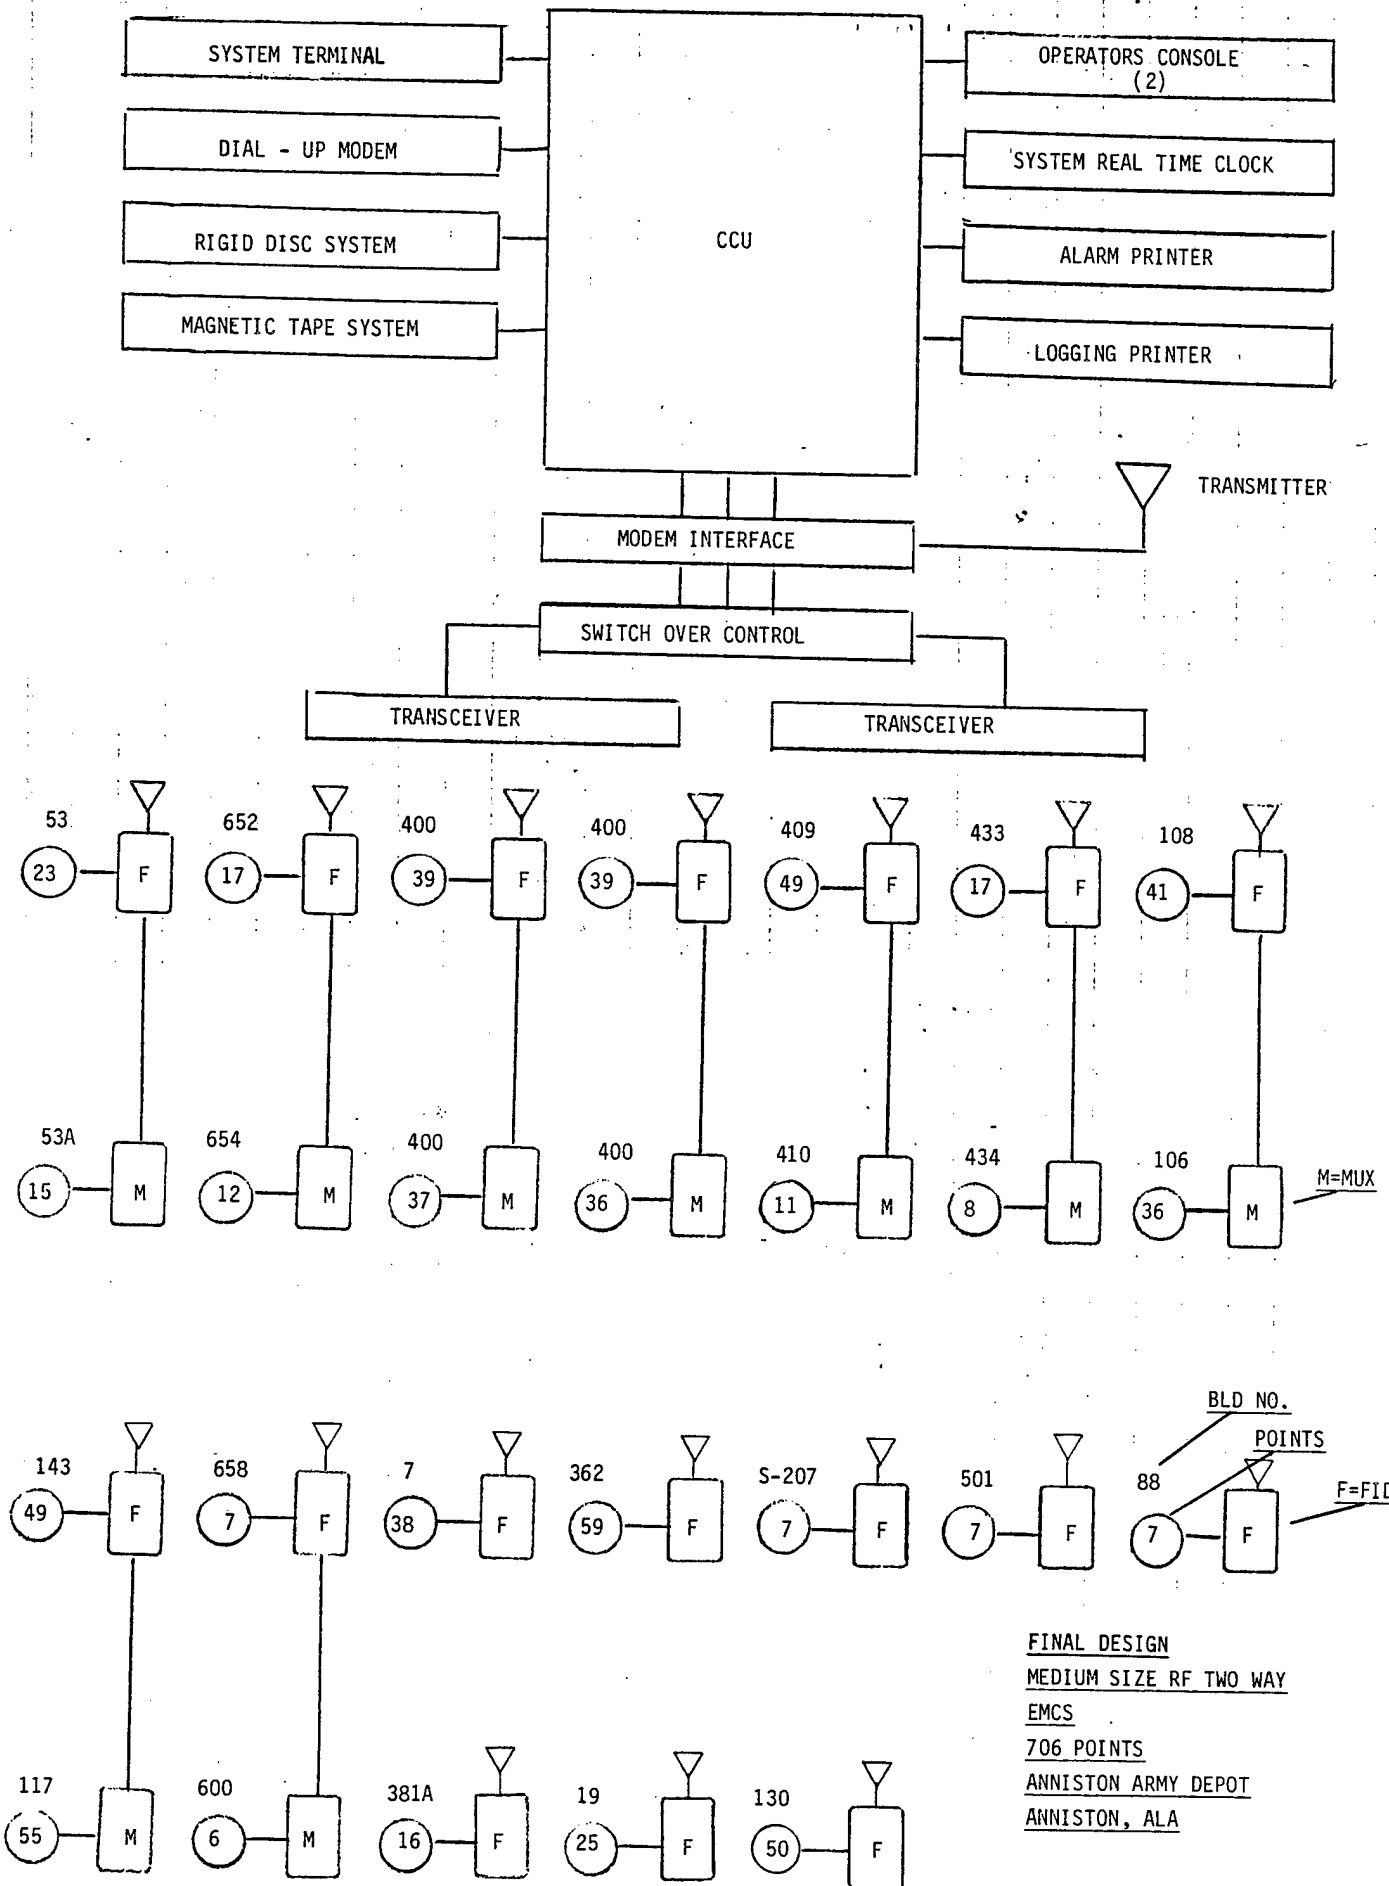 SYSTEM TERMINAL
DIAL - UP MODEM
RIGID DISC SYSTEM
MAGNETIC TAPE SYSTEM
CCU
OPERATORS CONSOLE
(2)
SYSTEM REAL TIME CLOCK
ALARM PRINTER
LOGGING PRINTER
TRANSMITTER
MODEM INTERFACE
SWITCH OVER CONTROL
TRANSCEIVER
TRANSCEIVER
53 652 400 400 409 433 108
23 F 17 F 39 F 39 F 49 F 17 F 41 F
53A 654 400 400 410 434 106
15 M 12 M 37 M 36 M 11 M 8 M 36 M
M=MUX
BLD NO.
POINTS
F=FID
143 658 7 362 S-207 501 88
49 F 7 F 38 F 59 F 7 F 7 F 7 F
117 600 381A 19 130
55 M 6 M 16 F 25 F 50 F
FINAL DESIGN
MEDIUM SIZE RF TWO WAY
EMCS
706 POINTS
ANNISTON ARMY DEPOT
ANNISTON, ALA